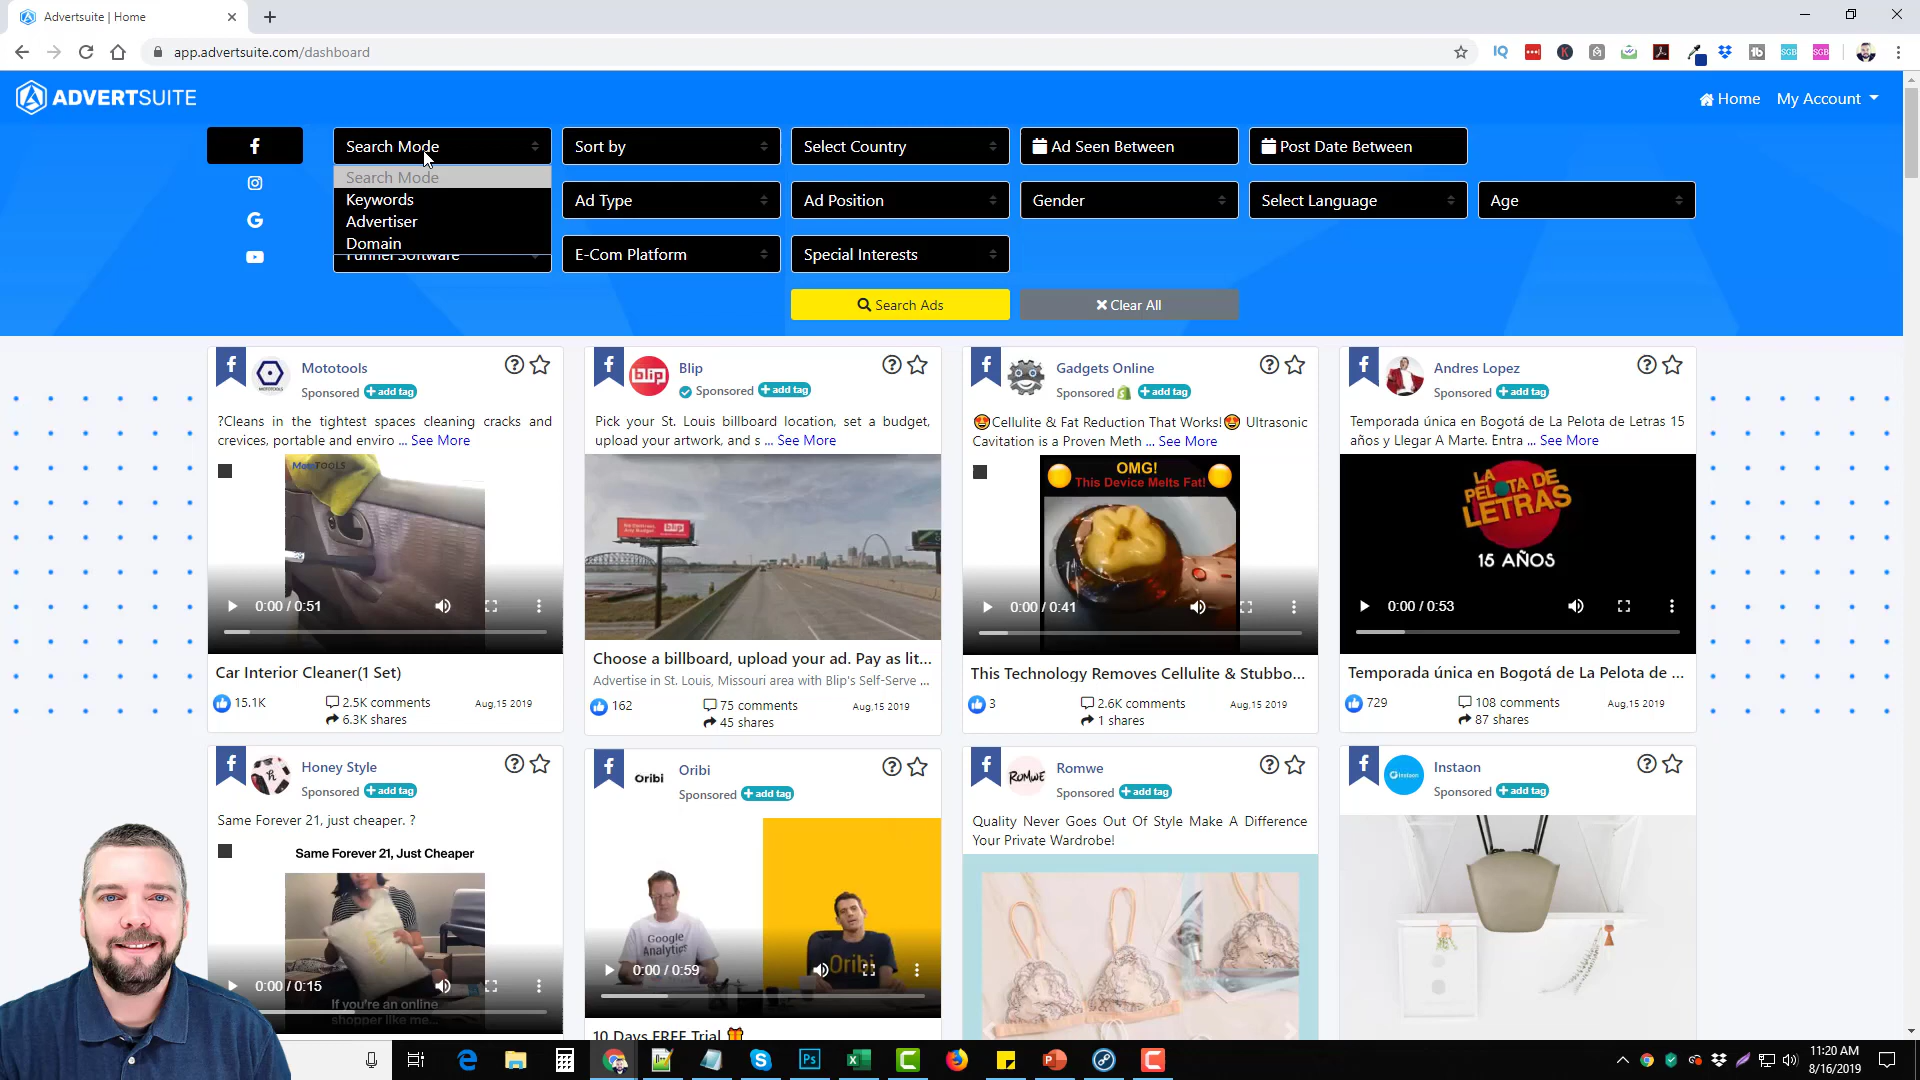 Advertsuite | Home
app.advertsuite.com/dashboard
ADVERTSUITE
Home
My Account
Search Mode
Sort by
Select Country
Ad Seen Between
Post Date Between
Search Mode
Keywords
Advertiser
Domain
Ad Type
Ad Position
Gender
Select Language
Age
Funnel Software
E-Com Platform
Special Interests
Search Ads
Clear All
Mototools
Sponsored + add tag
?Cleans in the tightest spaces cleaning cracks and
crevices, portable and enviro ... See More
MotoTOOLS
0:00 / 0:51
Car Interior Cleaner(1 Set)
15.1K
2.5K comments
6.3K shares
Aug,15 2019
blip
Blip
Sponsored + add tag
Pick your St. Louis billboard location, set a budget,
upload your artwork, and s ... See More
blip
Choose a billboard, upload your ad. Pay as lit...
Advertise in St. Louis, Missouri area with Blip's Self-Serve ...
162
75 comments
45 shares
Aug,15 2019
Gadgets Online
Sponsored + add tag
Cellulite & Fat Reduction That Works! Ultrasonic
Cavitation is a Proven Meth ... See More
OMG!
This Device Melts Fat!
0:00 / 0:41
This Technology Removes Cellulite & Stubbo...
3
2.6K comments
1 shares
Aug,15 2019
Andres Lopez
Sponsored + add tag
Temporada única en Bogotá de La Pelota de Letras 15
años y Llegar A Marte. Entra ... See More
LA
PELOTA DE
LETRAS
15 AÑOS
0:00 / 0:53
Temporada única en Bogotá de La Pelota de ...
729
108 comments
87 shares
Aug,15 2019
Honey Style
Sponsored + add tag
Same Forever 21, just cheaper. ?
Same Forever 21, Just Cheaper
0:00 / 0:15
If you're an online
shopper like me...
Oribi
Oribi
Sponsored + add tag
Google
Analytics
Oribi
0:00 / 0:59
10 Days FREE Trial
ROMWE
Romwe
Sponsored + add tag
Quality Never Goes Out Of Style Make A Difference
Your Private Wardrobe!
Instaon
Instaon
Sponsored + add tag
11:20 AM
8/16/2019